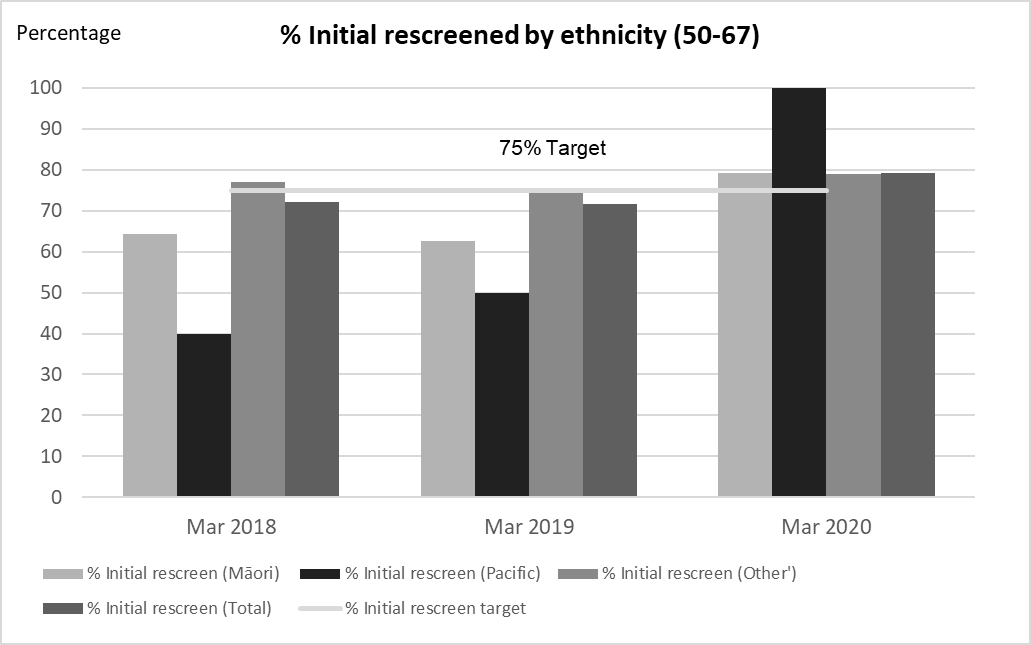 Percentage
% Initial rescreened by ethnicity (50-67)
100
90
80
70
60
50
40
30
20
10
0
75% Target
Mar 2018
Mar 2019
Mar 2020
% Initial rescreen (Māori)
% Initial rescreen (Pacific)
% Initial rescreen (Other')
% Initial rescreen (Total)
% Initial rescreen target